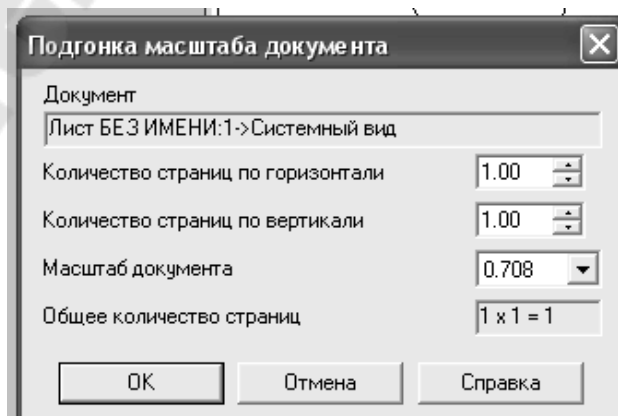 Подгонка масштаба документа
Документ
Лист БЕЗ ИМЕНИ:1->Системный вид
Количество страниц по горизонтали 1.00
Количество страниц по вертикали 1.00
Масштаб документа 0.708
Общее количество страниц 1 x 1 = 1
OK Отмена Справка